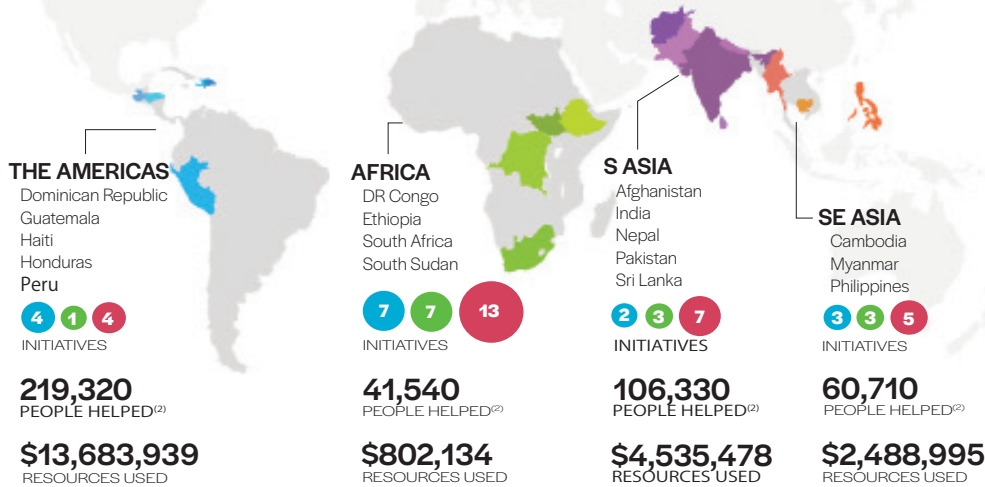 THE AMERICAS
Dominican Republic
Guatemala
Haiti
Honduras
Peru
4 1 4
INITIATIVES
219,320
PEOPLE HELPED(2)
$13,683,939
RESOURCES USED
AFRICA
DR Congo
Ethiopia
South Africa
South Sudan
7 7 13
INITIATIVES
41,540
PEOPLE HELPED(2)
$802,134
RESOURCES USED
S ASIA
Afghanistan
India
Nepal
Pakistan
Sri Lanka
2 3 7
INITIATIVES
106,330
PEOPLE HELPED(2)
$4,535,478
RESOURCES USED
SE ASIA
Cambodia
Myanmar
Philippines
3 3 5
INITIATIVES
60,710
PEOPLE HELPED(2)
$2,488,995
RESOURCES USED